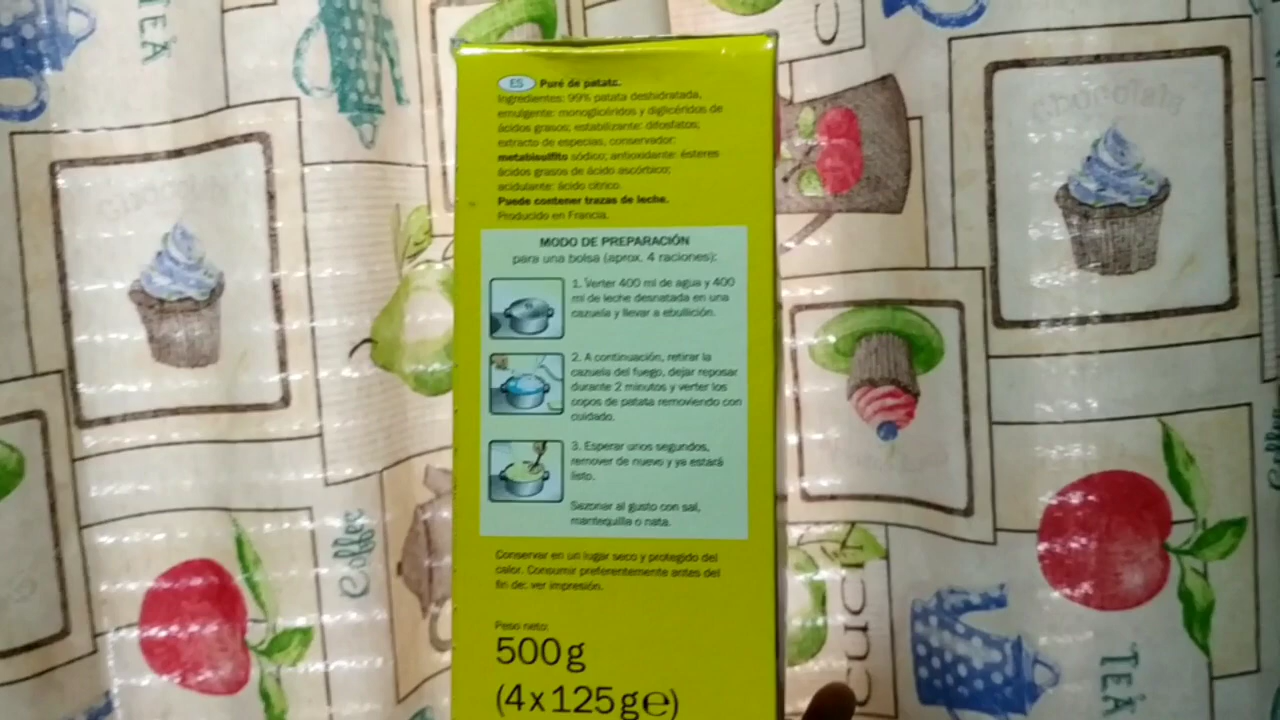 ES Puré de patata.
Ingredientes: 99% patata deshidratada,
emulgente: monoglicéridos y diglicéridos de
ácidos grasos; estabilizante: difosfatos;
extracto de especias, conservador:
metabisulfito sódico; antioxidante: ésteres
ácidos grasos de ácido ascórbico;
acidulante: ácido cítrico.
Puede contener trazas de leche.
Producido en Francia.
MODO DE PREPARACIÓN
para una bolsa (aprox. 4 raciones):
1. Verter 400 ml de agua y 400
ml de leche desnatada en una
cazuela y llevar a ebullición.
2. A continuación, retirar la
cazuela del fuego, dejar reposar
durante 2 minutos y verter los
copos de patata removiendo con
cuidado.
3. Esperar unos segundos,
remover de nuevo y ya estará
listo.
Sazonar al gusto con sal,
mantequilla o nata.
Conservar en un lugar seco y protegido del
calor. Consumir preferentemente antes del
fin de: ver impresión.
Peso neto:
500g
(4x125g℮)
TEA
Coffee
TEA